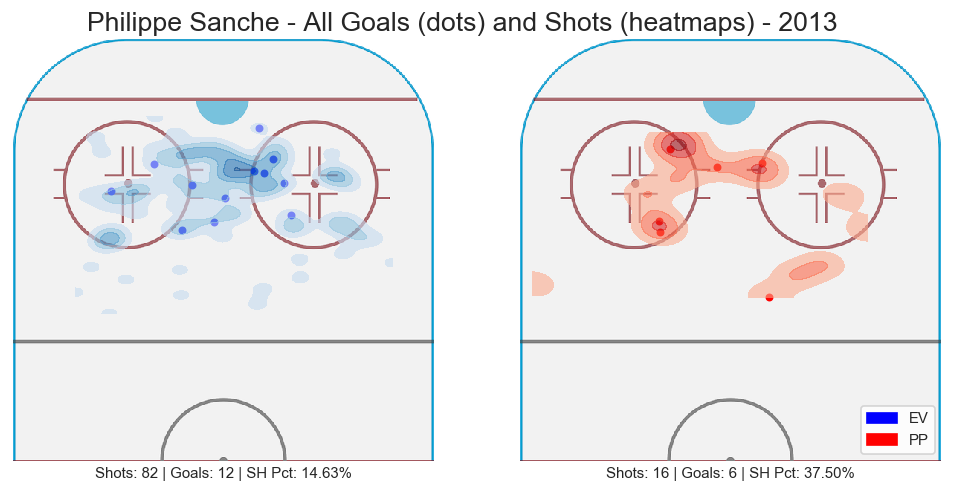 Philippe Sanche - All Goals (dots) and Shots (heatmaps) - 2013
EV
PP
Shots: 82 | Goals: 12 | SH Pct: 14.63%
Shots: 16 | Goals: 6 | SH Pct: 37.50%